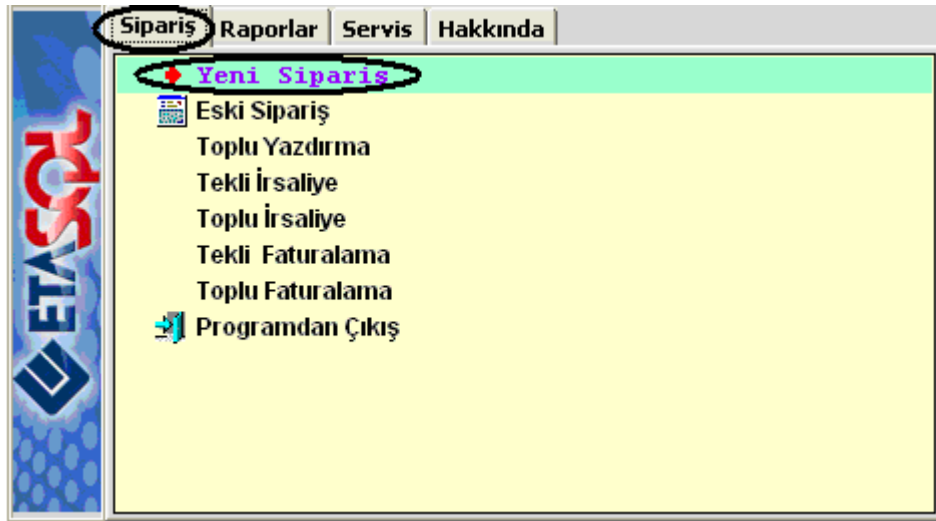 Sipariş Raporlar Servis Hakkında
Yeni Sipariş
Eski Sipariş
Toplu Yazdırma
Tekli İrsaliye
Toplu İrsaliye
Tekli Faturalama
Toplu Faturalama
Programdan Çıkış
ETASQL